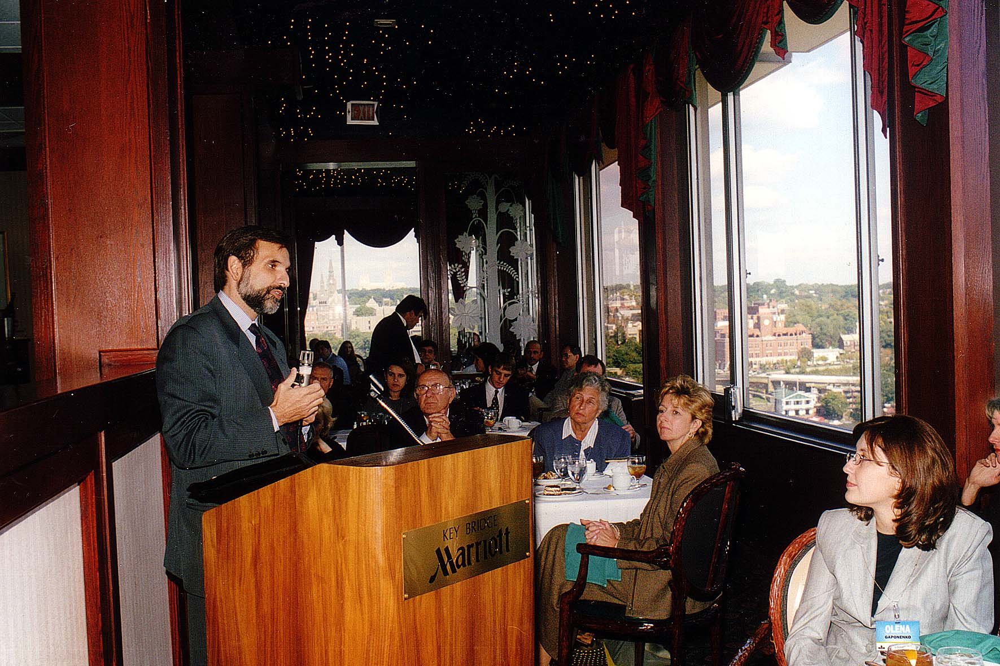 EXIT
KEY BRIDGE
Marriott
OLENA
GAPONENKO